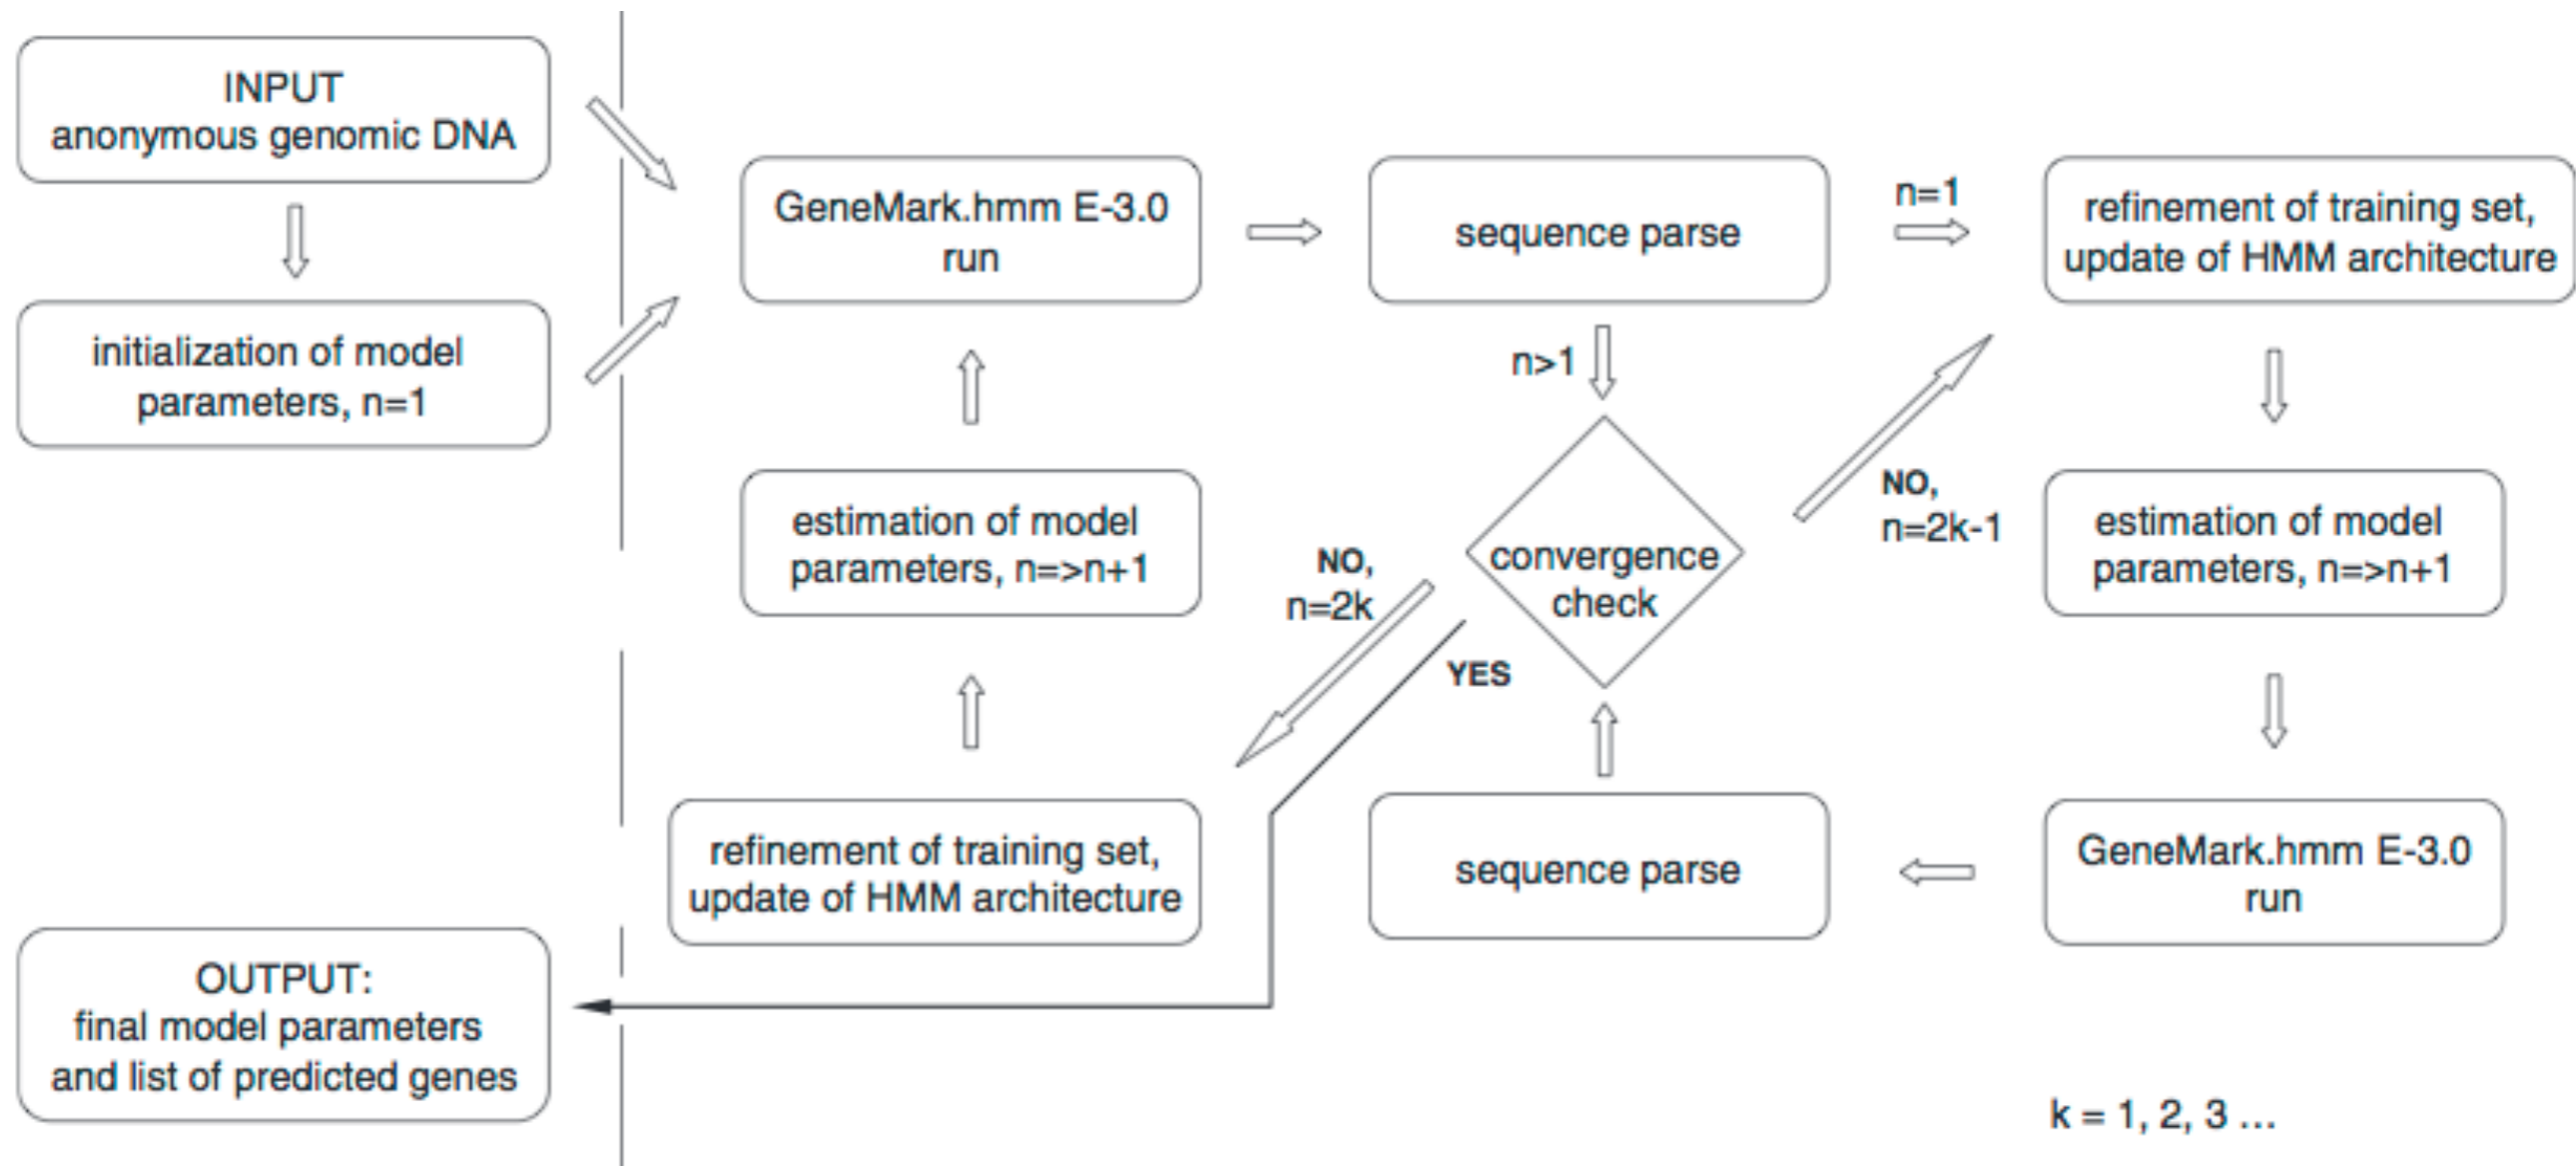 INPUT
anonymous genomic DNA
initialization of model
parameters, n=1
GeneMark.hmm E-3.0
run
sequence parse
n=1
refinement of training set,
update of HMM architecture
n>1
estimation of model
parameters, n=>n+1
convergence
check
NO,
n=2k-1
estimation of model
parameters, n=>n+1
NO,
n=2k
YES
refinement of training set,
update of HMM architecture
sequence parse
GeneMark.hmm E-3.0
run
OUTPUT:
final model parameters
and list of predicted genes
k = 1, 2, 3 ...